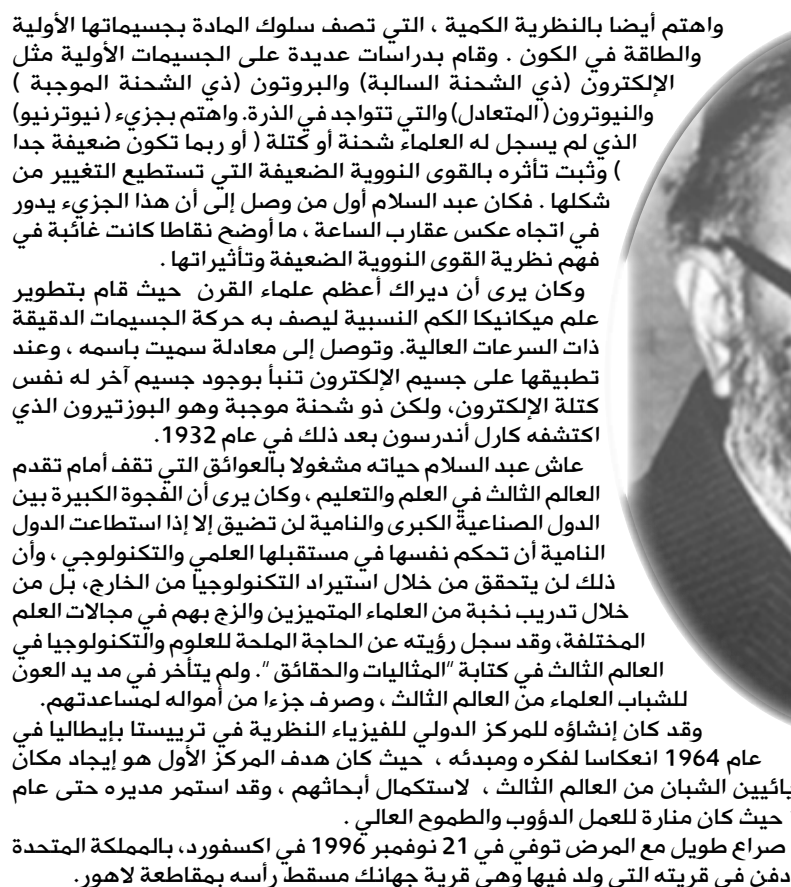 واهتم أيضا بالنظرية الكمية ، التي تصف سلوك المادة بجسيماتها الأولية
والطاقة في الكون . وقام بدراسات عديدة على الجسيمات الأولية مثل
الإلكترون (ذي الشحنة السالبة) والبروتون (ذي الشحنة الموجبة )
والنيوترون ( المتعادل) والتي تتواجد في الذرة. واهتم بجزيء ( نيوترنيو)
الذي لم يسجل له العلماء شحنة أو كتلة ( أو ربما تكون ضعيفة جدا
) وثبت تأثره بالقوى النووية الضعيفة التي تستطيع التغيير من
شكلها . فكان عبد السلام أول من وصل إلى أن هذا الجزيء يدور
في اتجاه عكس عقارب الساعة ، ما أوضح نقاطا كانت غائبة في
فهم نظرية القوى النووية الضعيفة وتأثيراتها .
وكان يرى أن ديراك أعظم علماء القرن حيث قام بتطوير
علم ميكانيكا الكم النسبية ليصف به حركة الجسيمات الدقيقة
ذات السرعات العالية. وتوصل إلى معادلة سميت باسمه ، وعند
تطبيقها على جسيم الإلكترون تنبأ بوجود جسيم آخر له نفس
كتلة الإلكترون، ولكن ذو شحنة موجبة وهو البوزتيرون الذي
اكتشفه كارل أندرسون بعد ذلك في عام 1932.
عاش عبد السلام حياته مشغولا بالعوائق التي تقف أمام تقدم
العالم الثالث في العلم والتعليم ، وكان يرى أن الفجوة الكبيرة بين
الدول الصناعية الكبرى والنامية لن تضيق إلا إذا استطاعت الدول
النامية أن تحكم نفسها في مستقبلها العلمي والتكنولوجي ، وأن
ذلك لن يتحقق من خلال استيراد التكنولوجيا من الخارج، بل من
خلال تدريب نخبة من العلماء المتميزين والزج بهم في مجالات العلم
المختلفة، وقد سجل رؤيته عن الحاجة الملحة للعلوم والتكنولوجيا في
العالم الثالث في كتابة "المثاليات والحقائق ". ولم يتأخر في مد يد العون
للشباب العلماء من العالم الثالث ، وصرف جزءا من أمواله لمساعدتهم.
وقد كان إنشاؤه للمركز الدولي للفيزياء النظرية في ترييستا بإيطاليا في
عام 1964 انعكاسا لفكره ومبدئه ، حيث كان هدف المركز الأول هو إيجاد مكان
يائيين الشبان من العالم الثالث ، لاستكمال أبحاثهم ، وقد استمر مديره حتى عام
حيث كان منارة للعمل الدؤوب والطموح العالي .
صراع طويل مع المرض توفي في 21 نوفمبر 1996 في اكسفورد، بالمملكة المتحدة
دفن في قريته التي ولد فيها وهي قرية جهانك مسقط رأسه بمقاطعة لاهور.